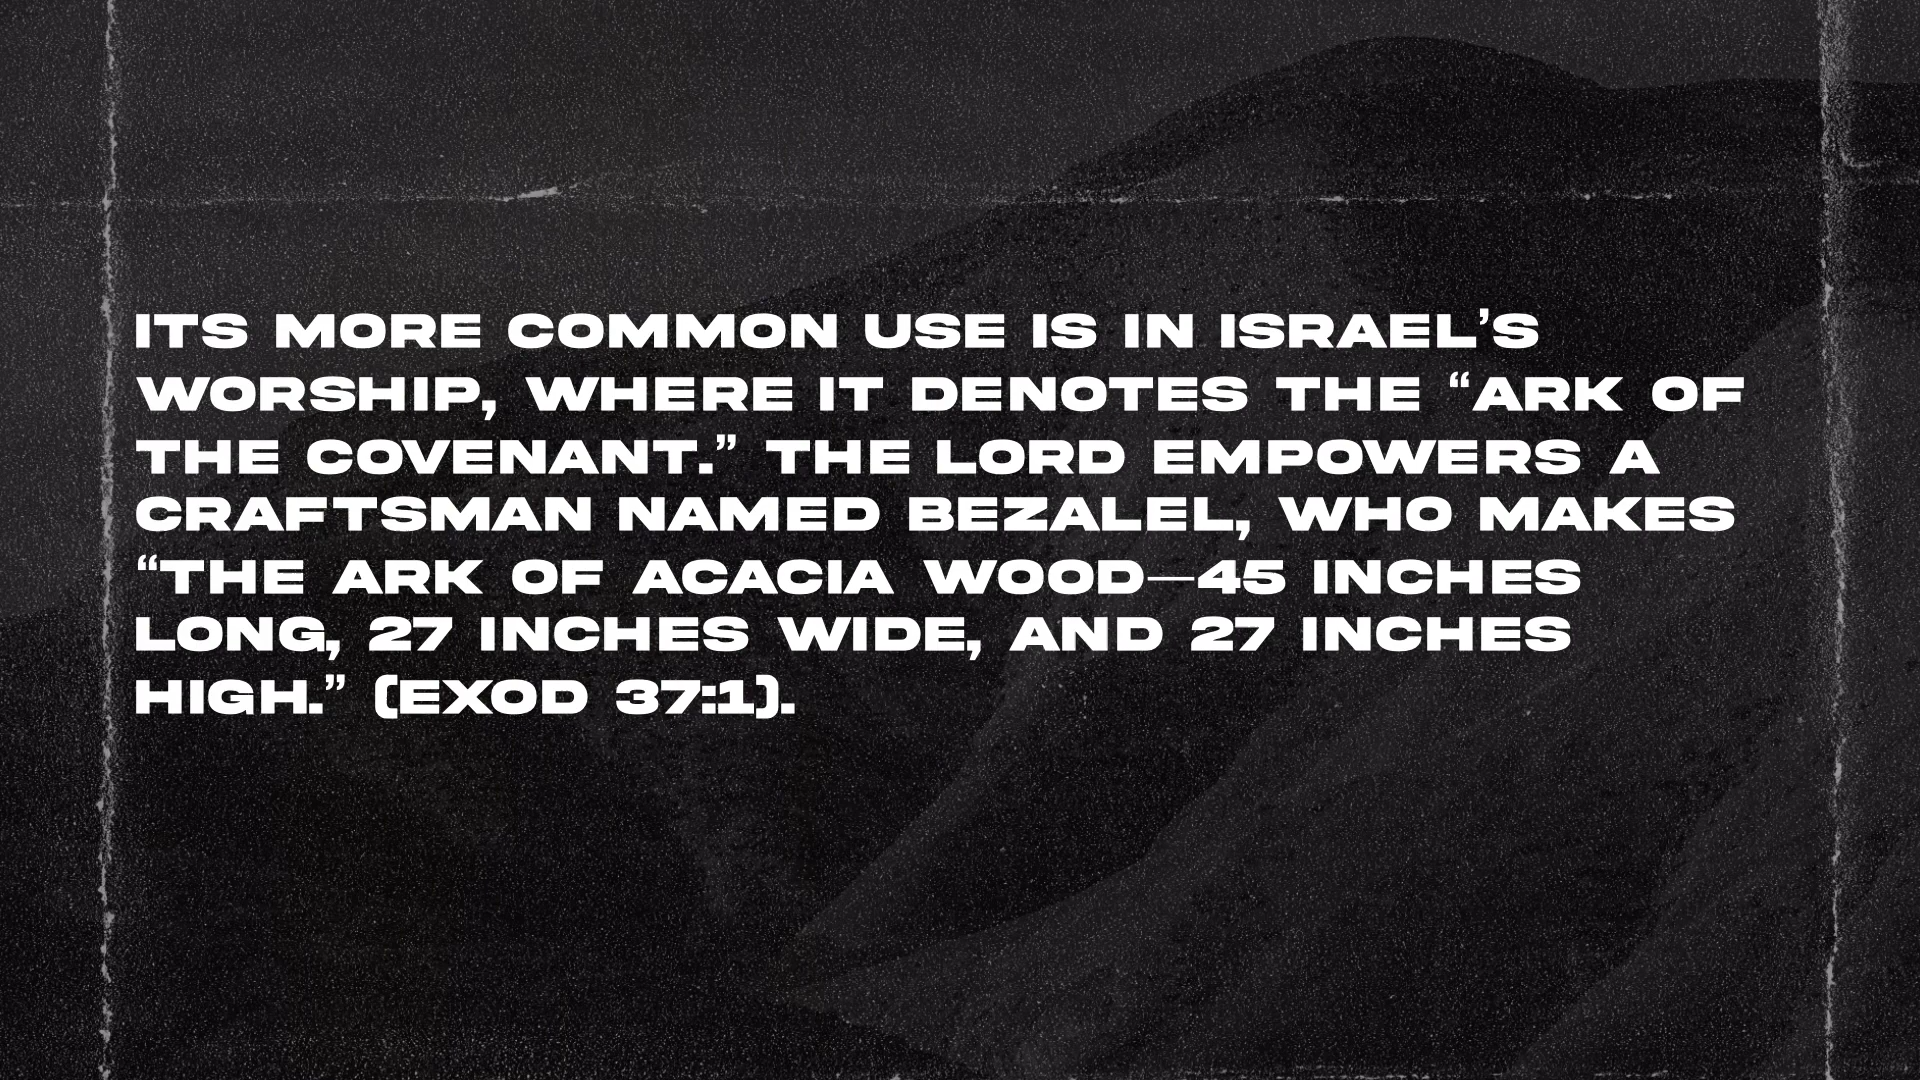 ITS MORE COMMON USE IS IN ISRAEL’S
WORSHIP, WHERE IT DENOTES THE “ARK OF
THE COVENANT.” THE LORD EMPOWERS A
CRAFTSMAN NAMED BEZALEL, WHO MAKES
“THE ARK OF ACACIA WOOD—45 INCHES
LONG, 27 INCHES WIDE, AND 27 INCHES
HIGH.” (EXOD 37:1).